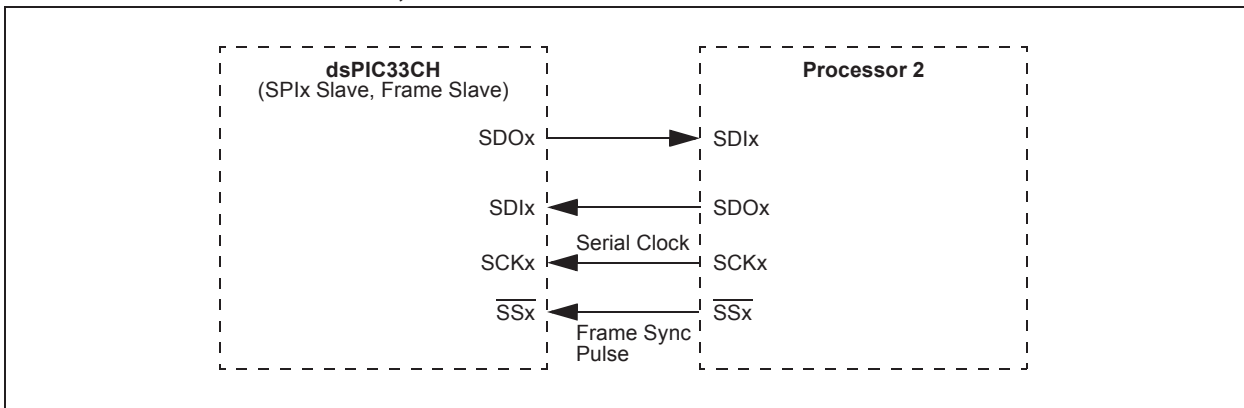 dsPIC33CH
(SPIx Slave, Frame Slave)
Processor 2
SDOx
SDIx
SDIx
SDOx
Serial Clock
SCKx
SCKx
SSx
SSx
Frame Sync
Pulse